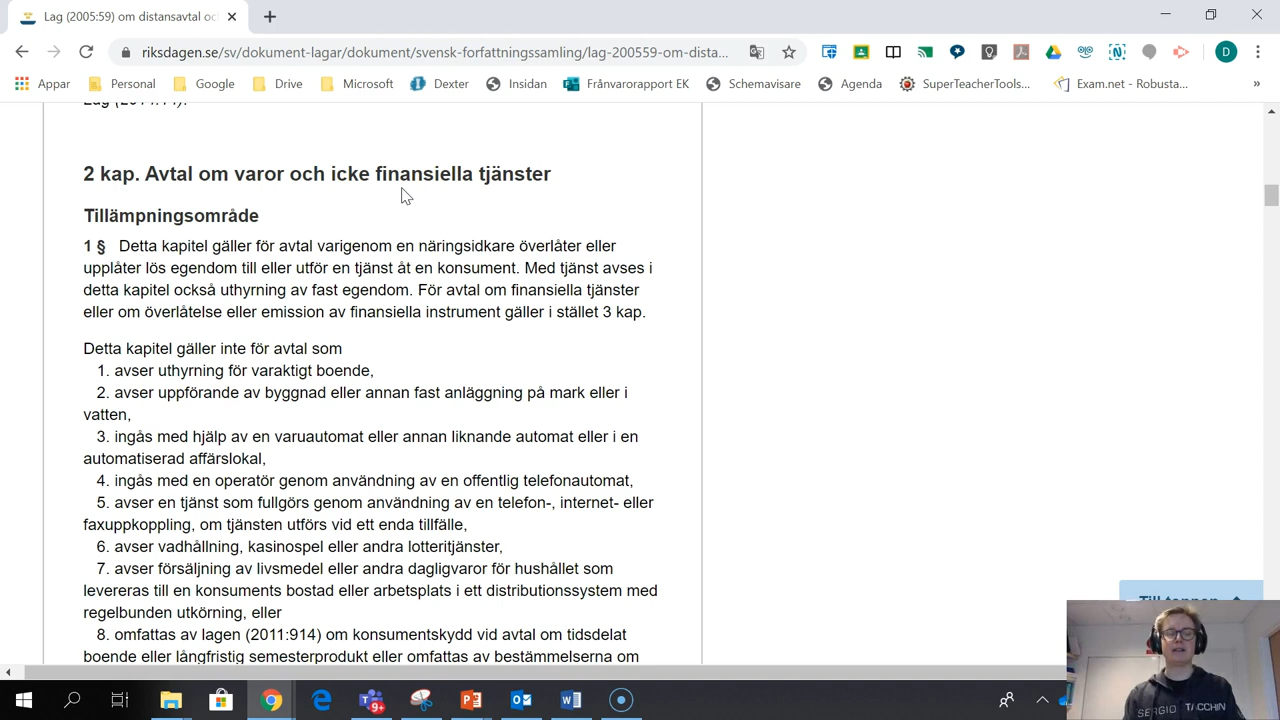 Lag (2005:59) om distansavtal oc
riksdagen.se/sv/dokument-lagar/dokument/svensk-forfattningssamling/lag-200559-om-dista...
D
Appar
Personal
Google
Drive
Microsoft
Dexter
Insidan
Frånvarorapport EK
Schemavisare
Agenda
SuperTeacherTools...
Exam.net - Robusta...
»
2 kap. Avtal om varor och icke finansiella tjänster
Tillämpningsområde
1 § Detta kapitel gäller för avtal varigenom en näringsidkare överlåter eller
upplåter lös egendom till eller utför en tjänst åt en konsument. Med tjänst avses i
detta kapitel också uthyrning av fast egendom. För avtal om finansiella tjänster
eller om överlåtelse eller emission av finansiella instrument gäller i stället 3 kap.
Detta kapitel gäller inte för avtal som
1. avser uthyrning för varaktigt boende,
2. avser uppförande av byggnad eller annan fast anläggning på mark eller i
vatten,
3. ingås med hjälp av en varuautomat eller annan liknande automat eller i en
automatiserad affärslokal,
4. ingås med en operatör genom användning av en offentlig telefonautomat,
5. avser en tjänst som fullgörs genom användning av en telefon-, internet- eller
faxuppkoppling, om tjänsten utförs vid ett enda tillfälle,
6. avser vadhållning, kasinospel eller andra lotteritjänster,
7. avser försäljning av livsmedel eller andra dagligvaror för hushållet som
levereras till en konsuments bostad eller arbetsplats i ett distributionssystem med
regelbunden utkörning, eller
8. omfattas av lagen (2011:914) om konsumentskydd vid avtal om tidsdelat
boende eller långfristig semesterprodukt eller omfattas av bestämmelserna om
Till toppen
SERGIO TACCHIN
9+